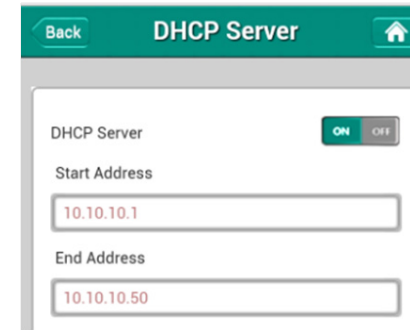 Back DHCP Server
DHCP Server ON OFF
Start Address
10.10.10.1
End Address
10.10.10.50